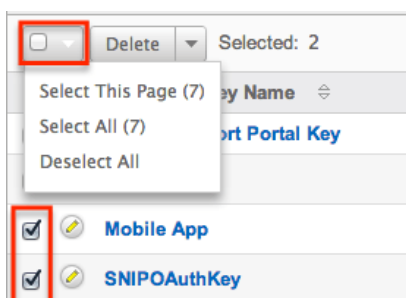 Delete Selected: 2
Select This Page (7)
ey Name
Select All (7)
ort Portal Key
Deselect All
Mobile App
SNIPOAuthKey